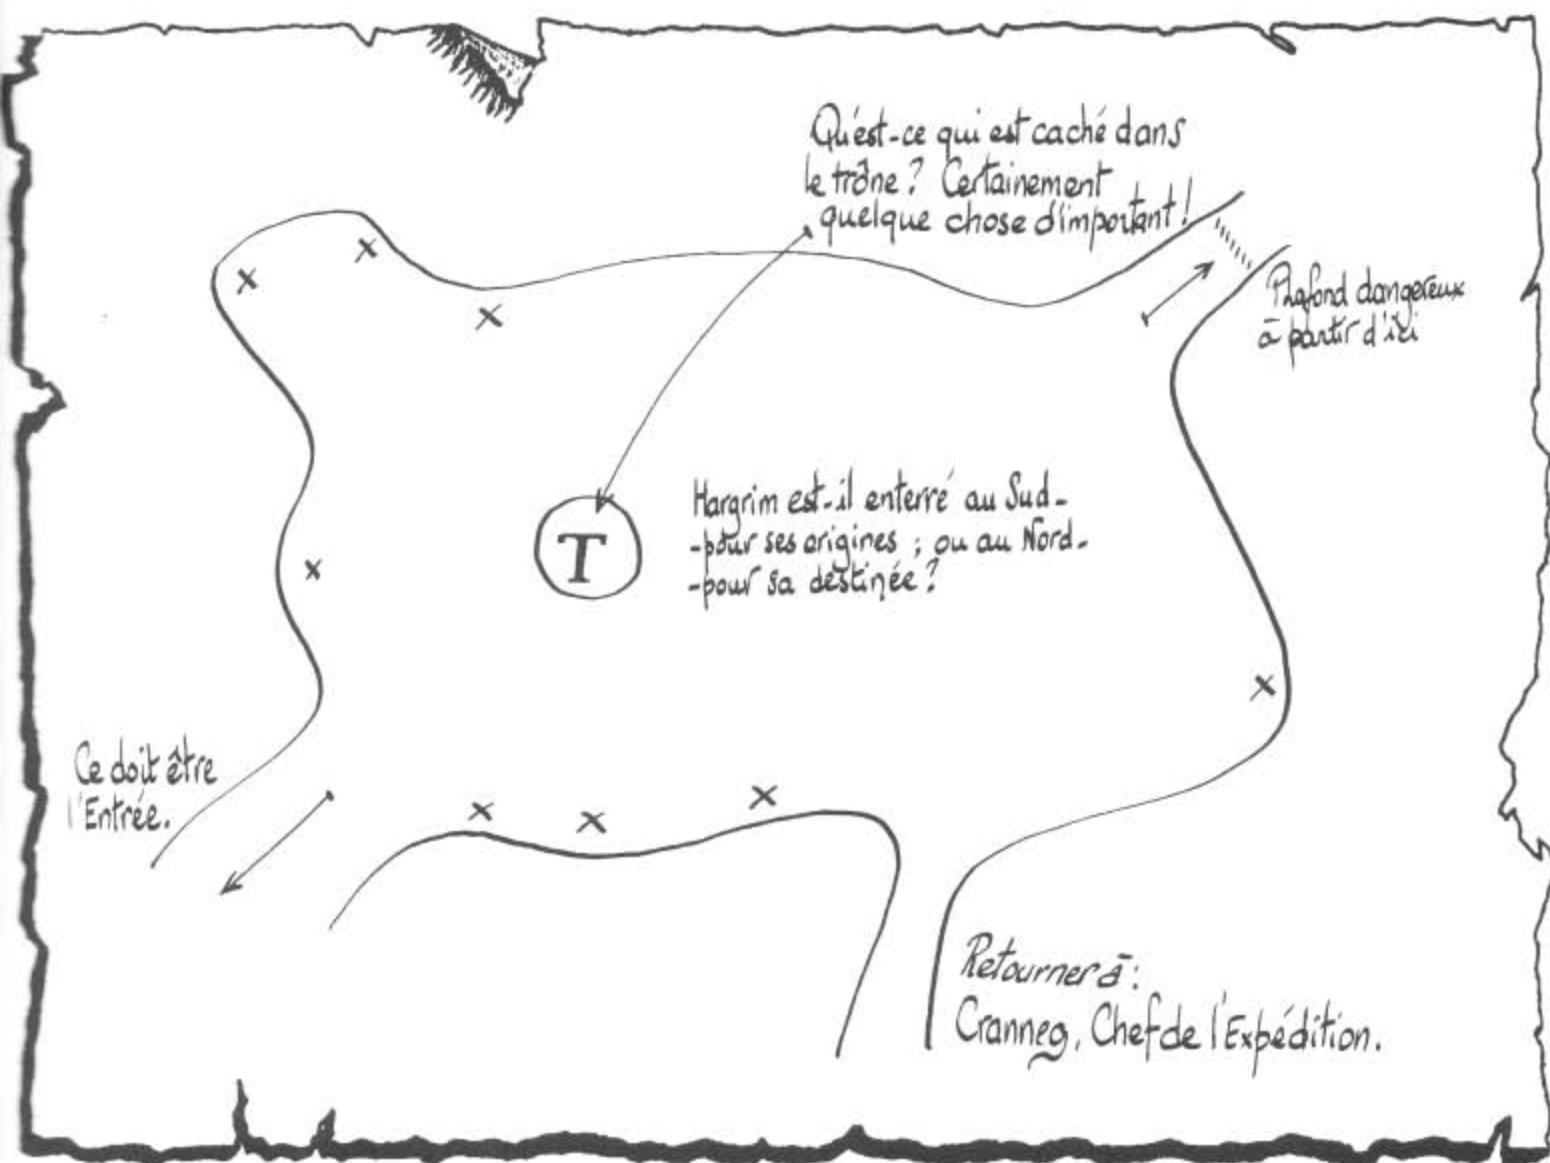 Qu'est-ce qui est caché dans
le trône ? Certainement
quelque chose d'important !
Plafond dangereux
à partir d'ici
Hargrim est-il enterré au Sud-
-pour ses origines ; ou au Nord-
-pour sa destinée ?
T
Ce doit être
l'Entrée.
Retourner à :
Cranneg, Chef de l'Expédition.